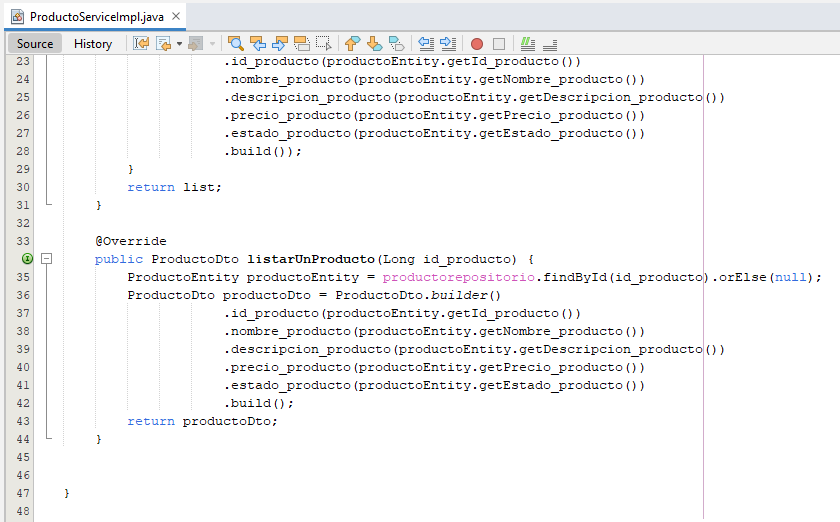 ProductoServiceImpl.java
Source History
23 .id_producto(productoEntity.getId_producto())
24 .nombre_producto(productoEntity.getNombre_producto())
25 .descripcion_producto(productoEntity.getDescripcion_producto())
26 .precio_producto(productoEntity.getPrecio_producto())
27 .estado_producto(productoEntity.getEstado_producto())
28 .build());
29 }
30 return list;
31 }
32
33 @Override
public ProductoDto listarUnProducto(Long id_producto) {
35 ProductoEntity productoEntity = productorepositorio.findById(id_producto).orElse(null);
36 ProductoDto productoDto = ProductoDto.builder()
37 .id_producto(productoEntity.getId_producto())
38 .nombre_producto(productoEntity.getNombre_producto())
39 .descripcion_producto(productoEntity.getDescripcion_producto())
40 .precio_producto(productoEntity.getPrecio_producto())
41 .estado_producto(productoEntity.getEstado_producto())
42 .build();
43 return productoDto;
44 }
45
46
47 }
48